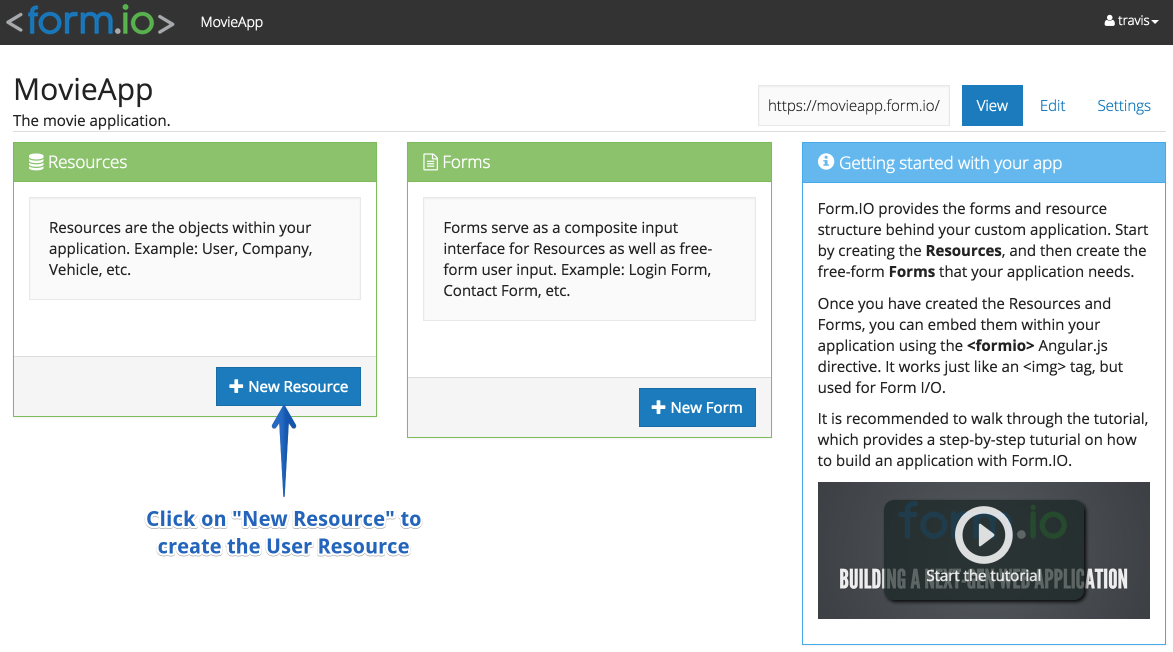 <form.io>
MovieApp
travis
MovieApp
The movie application.
https://movieapp.form.io/
View
Edit
Settings
Resources
Resources are the objects within your
application. Example: User, Company,
Vehicle, etc.
New Resource
Click on "New Resource" to
create the User Resource
Forms
Forms serve as a composite input
interface for Resources as well as free-
form user input. Example: Login Form,
Contact Form, etc.
New Form
Getting started with your app
Form.IO provides the forms and resource
structure behind your custom application. Start
by creating the Resources, and then create the
free-form Forms that your application needs.
Once you have created the Resources and
Forms, you can embed them within your
application using the <formio> Angular.js
directive. It works just like an <img> tag, but
used for Form I/O.
It is recommended to walk through the tutorial,
which provides a step-by-step tuturial on how
to build an application with Form.IO.
form.io
BUILDING A NEXT-GEN WEB APPLICATION
Start the tutorial